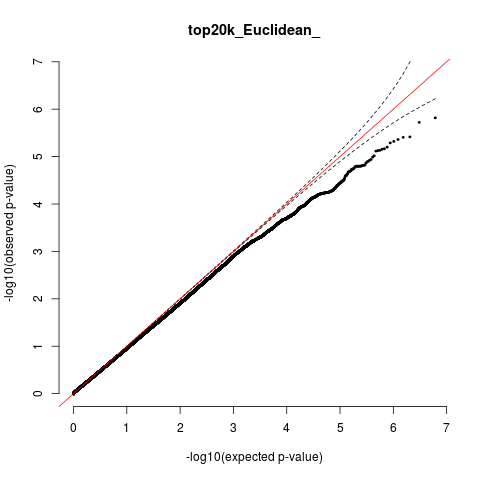 top20k_Euclidean_
-log10(observed p-value)
7
6
5
4
3
2
1
0
0 1 2 3 4 5 6 7
-log10(expected p-value)